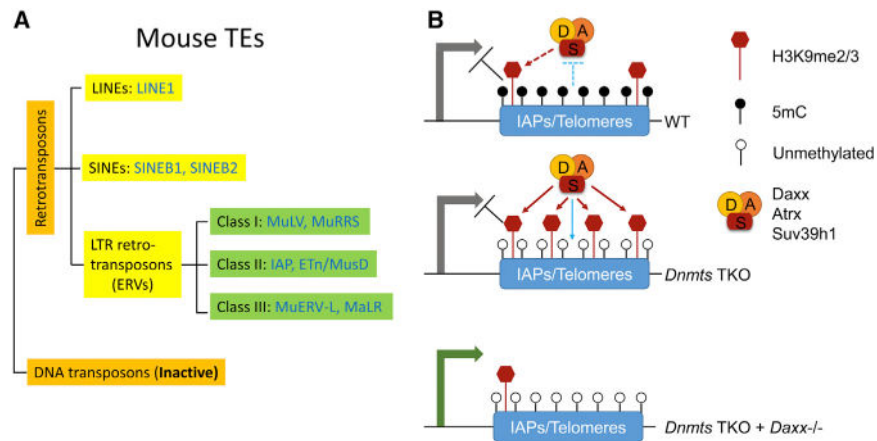 A
Mouse TEs
Retrotransposons
LINEs: LINE1
SINEs: SINEB1, SINEB2
LTR retro-
transposons
(ERVs)
Class I: MuLV, MuRRS
Class II: IAP, ETn/MusD
Class III: MuERV-L, MaLR
DNA transposons (Inactive)
B
D A
S
IAPs/Telomeres
WT
D A
S
IAPs/Telomeres
Dnmts TKO
IAPs/Telomeres
Dnmts TKO + Daxx-/-
H3K9me2/3
5mC
Unmethylated
D A
S
Daxx
Atrx
Suv39h1